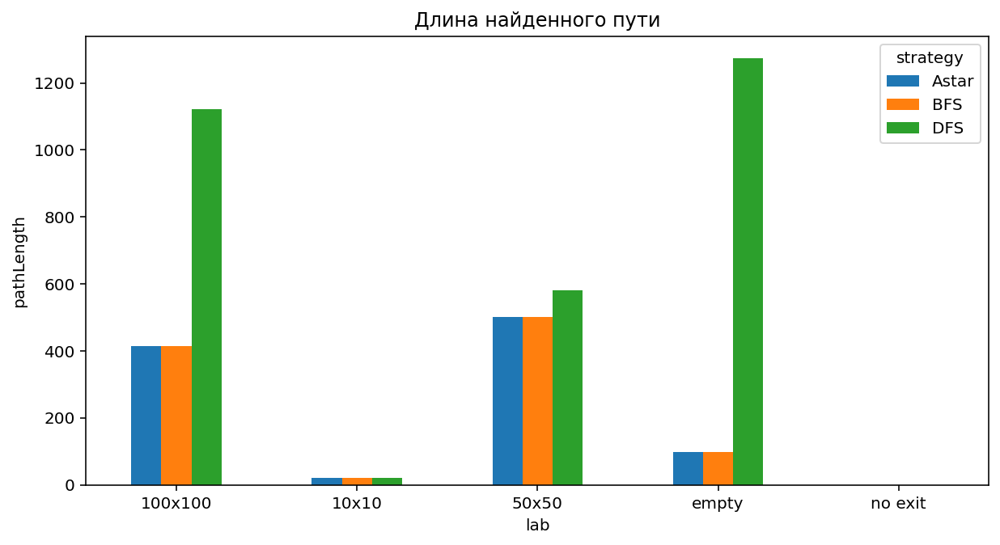 Длина найденного пути
strategy
Astar
BFS
DFS
1200
1000
800
600
400
200
0
pathLength
100x100
10x10
50x50
empty
no exit
lab